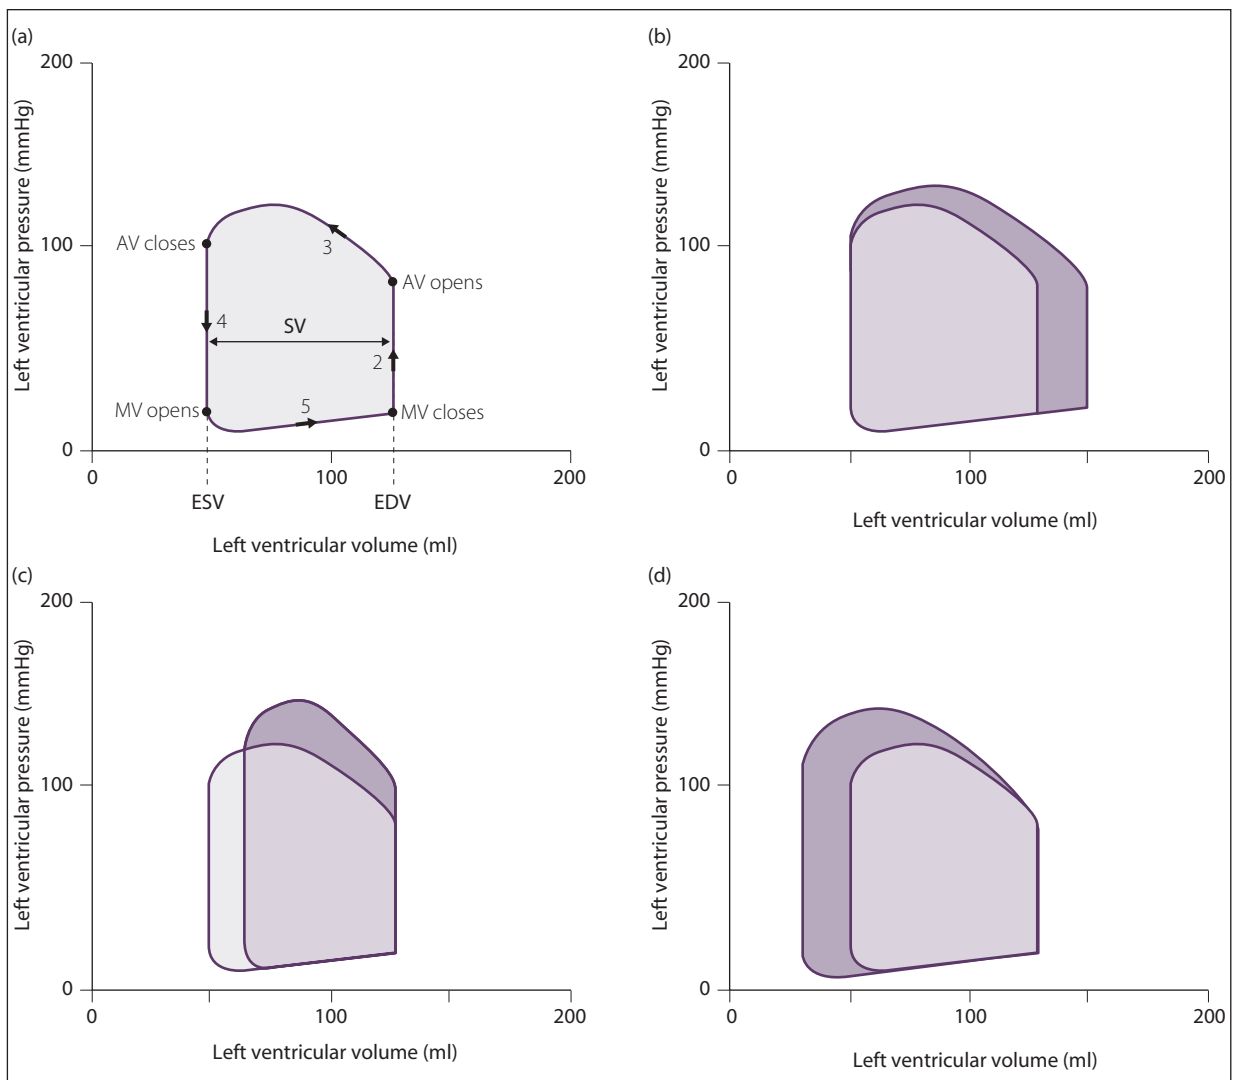 (a)
200
100
0
Left ventricular pressure (mmHg)
AV closes
3
AV opens
4
SV
2
MV opens
5
MV closes
0
100
200
ESV
EDV
Left ventricular volume (ml)
(b)
200
100
0
Left ventricular pressure (mmHg)
0
100
200
Left ventricular volume (ml)
(c)
200
100
0
Left ventricular pressure (mmHg)
0
100
200
Left ventricular volume (ml)
(d)
200
100
0
Left ventricular pressure (mmHg)
0
100
200
Left ventricular volume (ml)